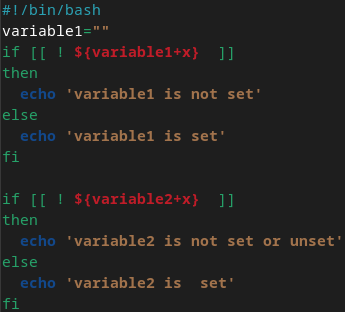 #!/bin/bash
variable1=""
if [[ ! ${variable1+x}  ]]
then
  echo 'variable1 is not set'
else
  echo 'variable1 is set'
fi

if [[ ! ${variable2+x}  ]]
then
  echo 'variable2 is not set or unset'
else
  echo 'variable2 is  set'
fi